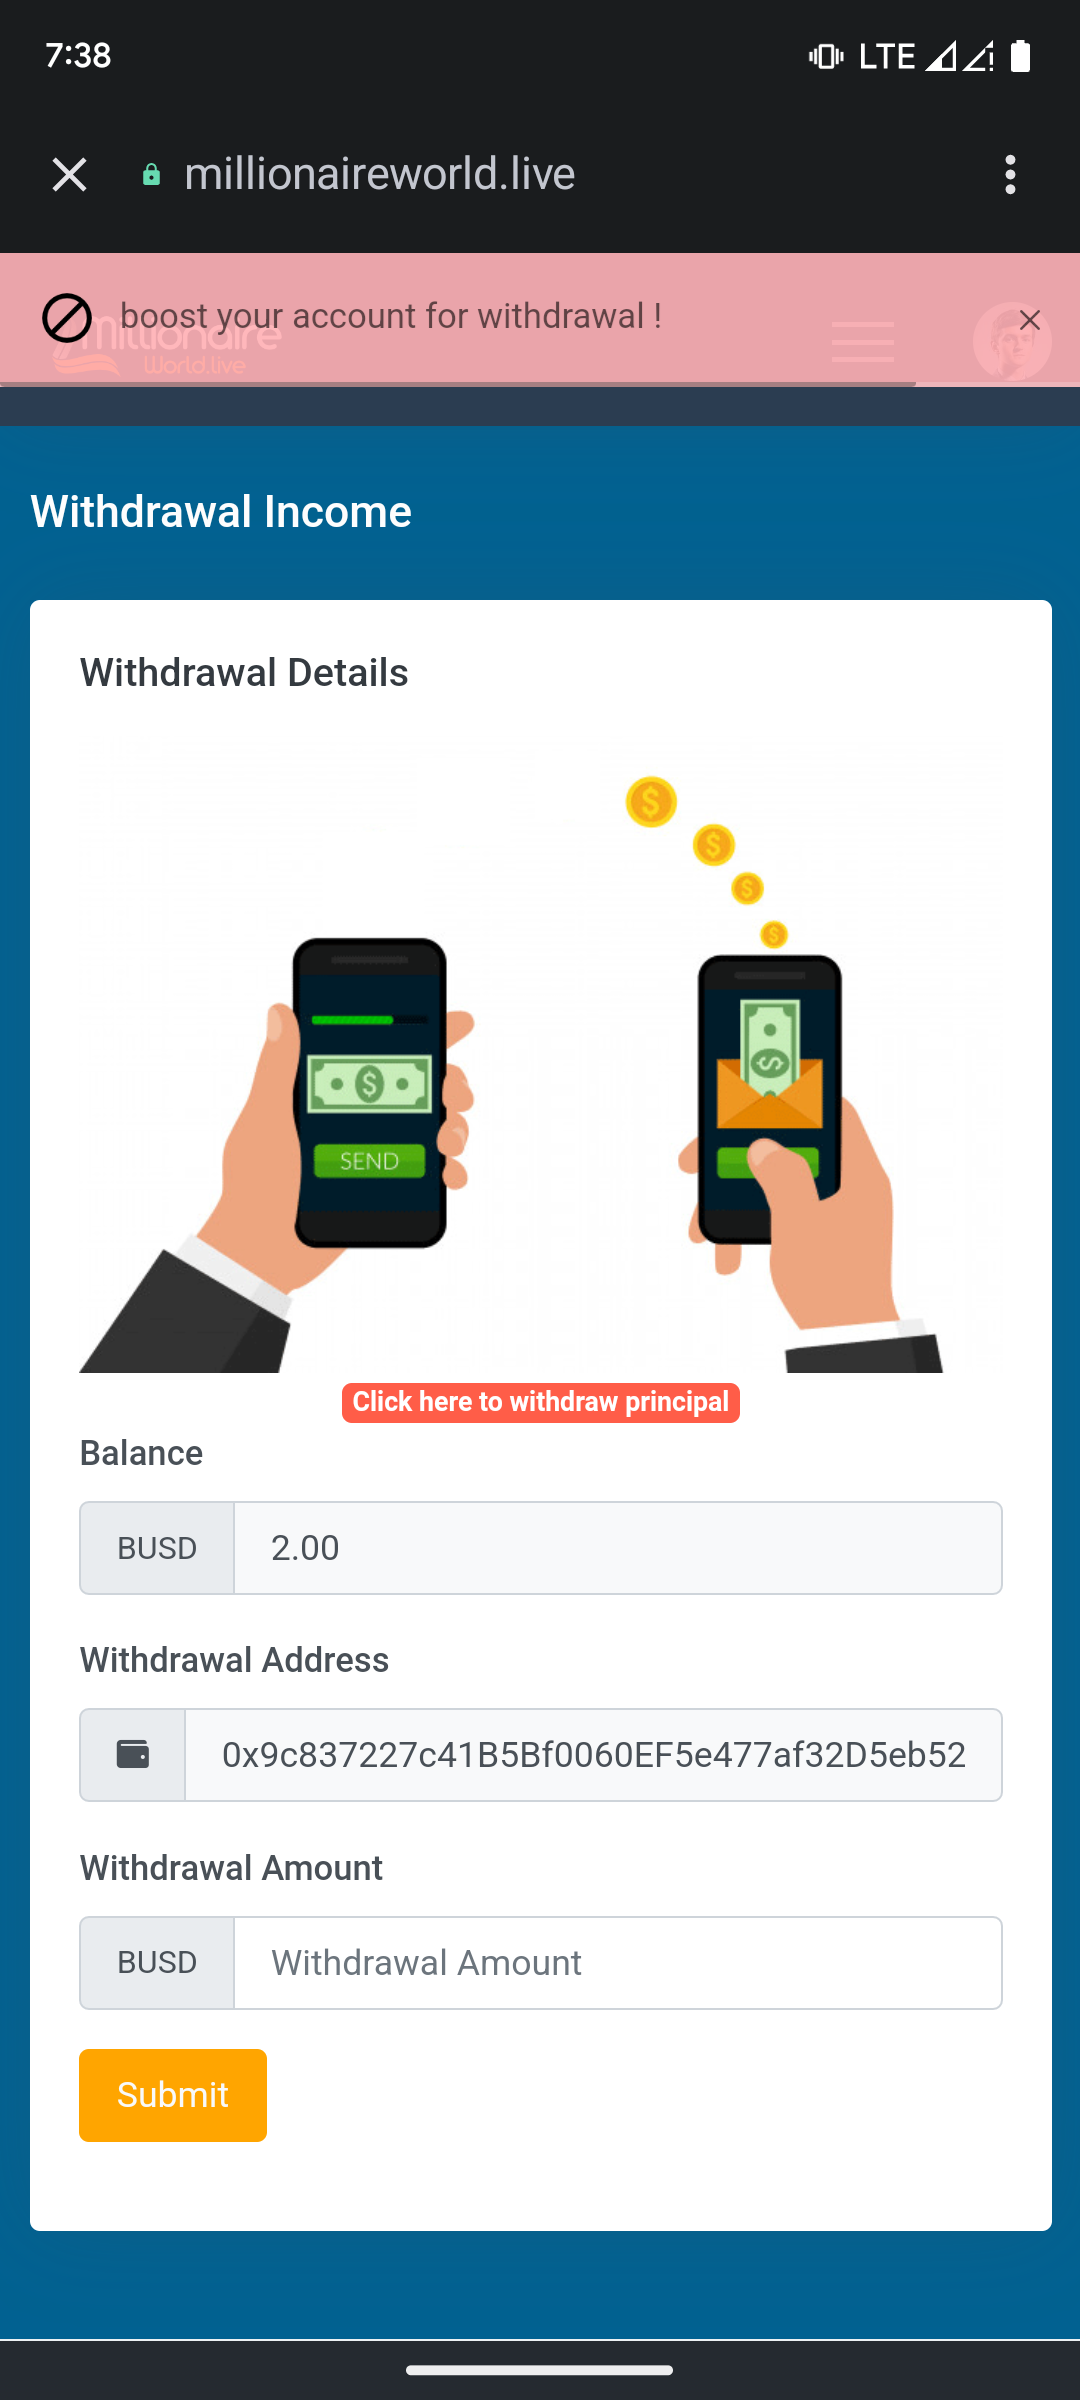 7:38
LTE
millionaireworld.live
boost your account for withdrawal !
Millionaire
World.live
Withdrawal Income
Withdrawal Details
SEND
Click here to withdraw principal
Balance
BUSD 2.00
Withdrawal Address
0x9c837227c41B5Bf0060EF5e477af32D5eb52
Withdrawal Amount
BUSD Withdrawal Amount
Submit